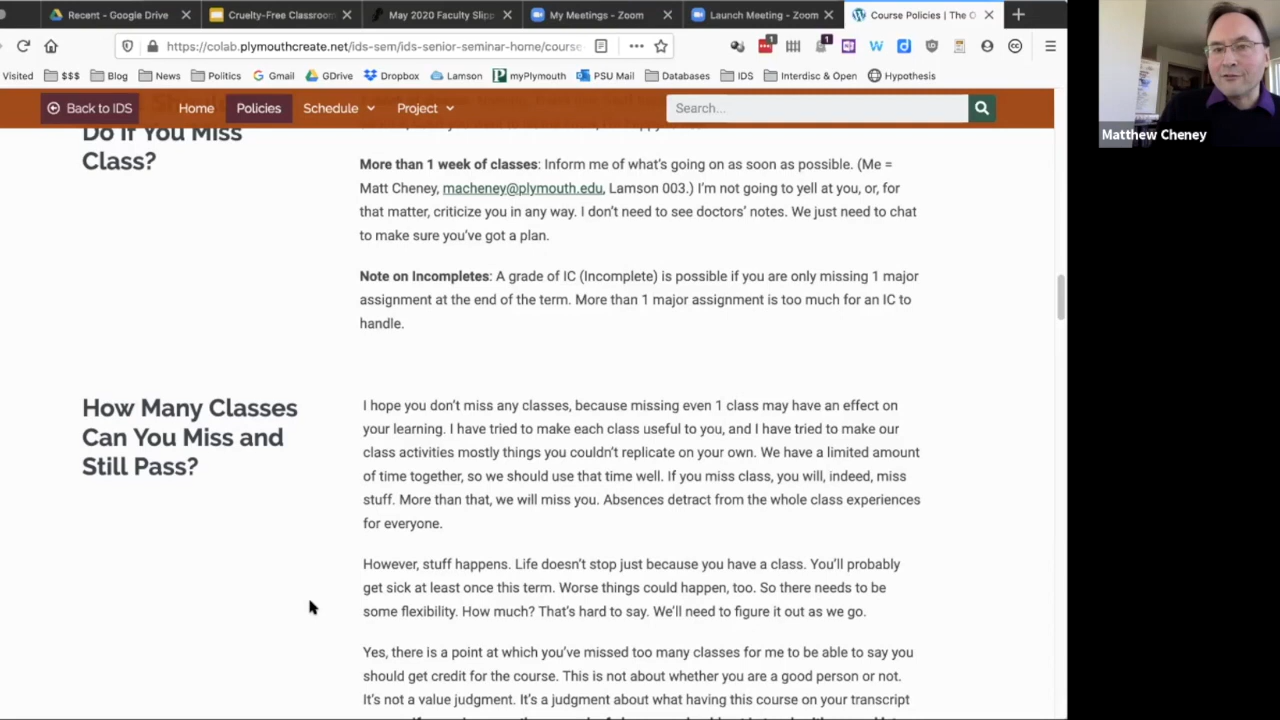 Recent - Google Drive
Cruelty-Free Classroom
May 2020 Faculty Slipp
My Meetings - Zoom
Launch Meeting - Zoom
Course Policies | The O
https://colab.plymouthcreate.net/ids-sem/ids-senior-seminar-home/course-
Visited $$$ Blog News Politics Gmail GDrive Dropbox Lamson myPlymouth PSU Mail Databases IDS Interdisc & Open Hypothesis
Back to IDS Home Policies Schedule Project Search...
Matthew Cheney
Do If You Miss
Class?
More than 1 week of classes: Inform me of what's going on as soon as possible. (Me =
Matt Cheney, macheney@plymouth.edu, Lamson 003.) I'm not going to yell at you, or, for
that matter, criticize you in any way. I don't need to see doctors' notes. We just need to chat
to make sure you've got a plan.
Note on Incompletes: A grade of IC (Incomplete) is possible if you are only missing 1 major
assignment at the end of the term. More than 1 major assignment is too much for an IC to
handle.
How Many Classes
Can You Miss and
Still Pass?
I hope you don't miss any classes, because missing even 1 class may have an effect on
your learning. I have tried to make each class useful to you, and I have tried to make our
class activities mostly things you couldn't replicate on your own. We have a limited amount
of time together, so we should use that time well. If you miss class, you will, indeed, miss
stuff. More than that, we will miss you. Absences detract from the whole class experiences
for everyone.
However, stuff happens. Life doesn't stop just because you have a class. You'll probably
get sick at least once this term. Worse things could happen, too. So there needs to be
some flexibility. How much? That's hard to say. We'll need to figure it out as we go.
Yes, there is a point at which you've missed too many classes for me to be able to say you
should get credit for the course. This is not about whether you are a good person or not.
It's not a value judgment. It's a judgment about what having this course on your transcript